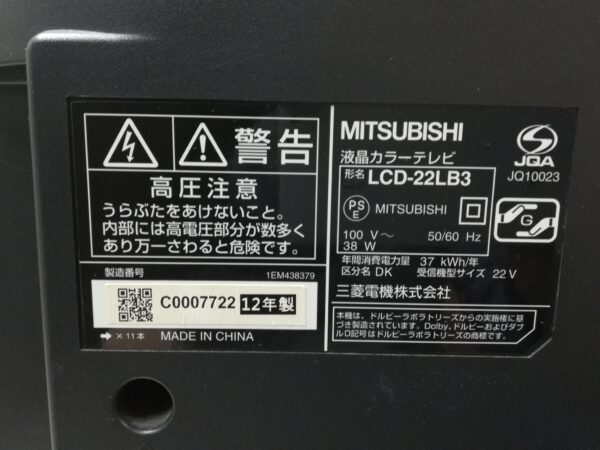 警告
高圧注意
うらぶたをあけないこと。
内部には高電圧部分が数多く
あり万一さわると危険です。
製造番号 1EM438379
C0007722 12年製
➡ × 11本 MADE IN CHINA
MITSUBISHI
液晶カラーテレビ
形名 LCD-22LB3
PS E MITSUBISHI
100 V～ 50/60 Hz
38 W
年間消費電力量 37 kWh/年
区分名 DK 受信機型サイズ 22 V
三菱電機株式会社
本機は、ドルビーラボラトリーズからの実施権に基
づき製造されています。Dolby、ドルビーおよびダブ
ルD記号はドルビーラボラトリーズの商標です。
JQA
JQ10023
G